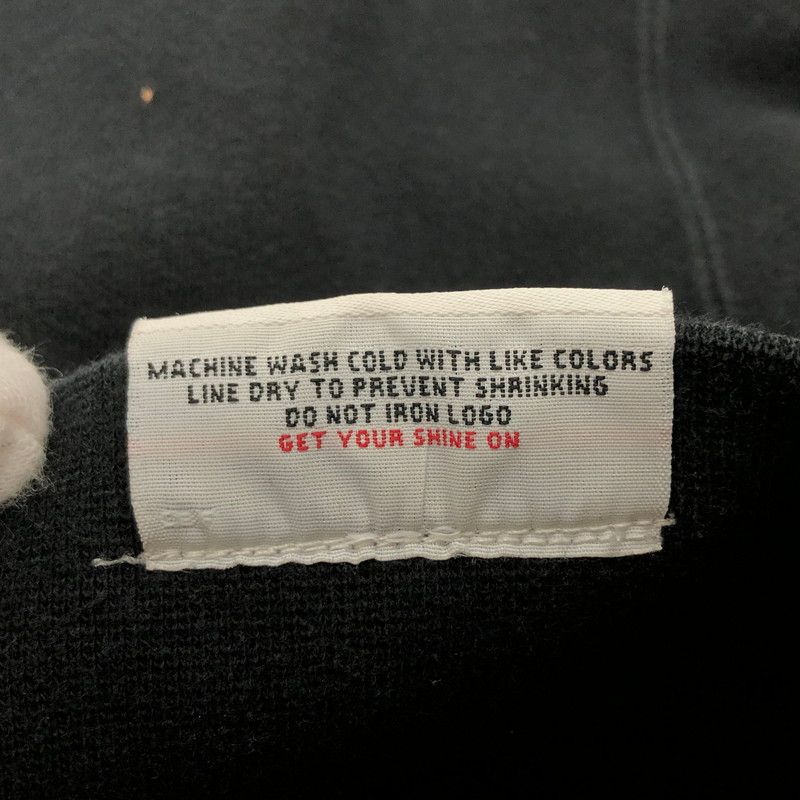 MACHINE WASH COLD WITH LIKE COLORS
LINE DRY TO PREVENT SHRINKING
DO NOT IRON LOGO
GET YOUR SHINE ON